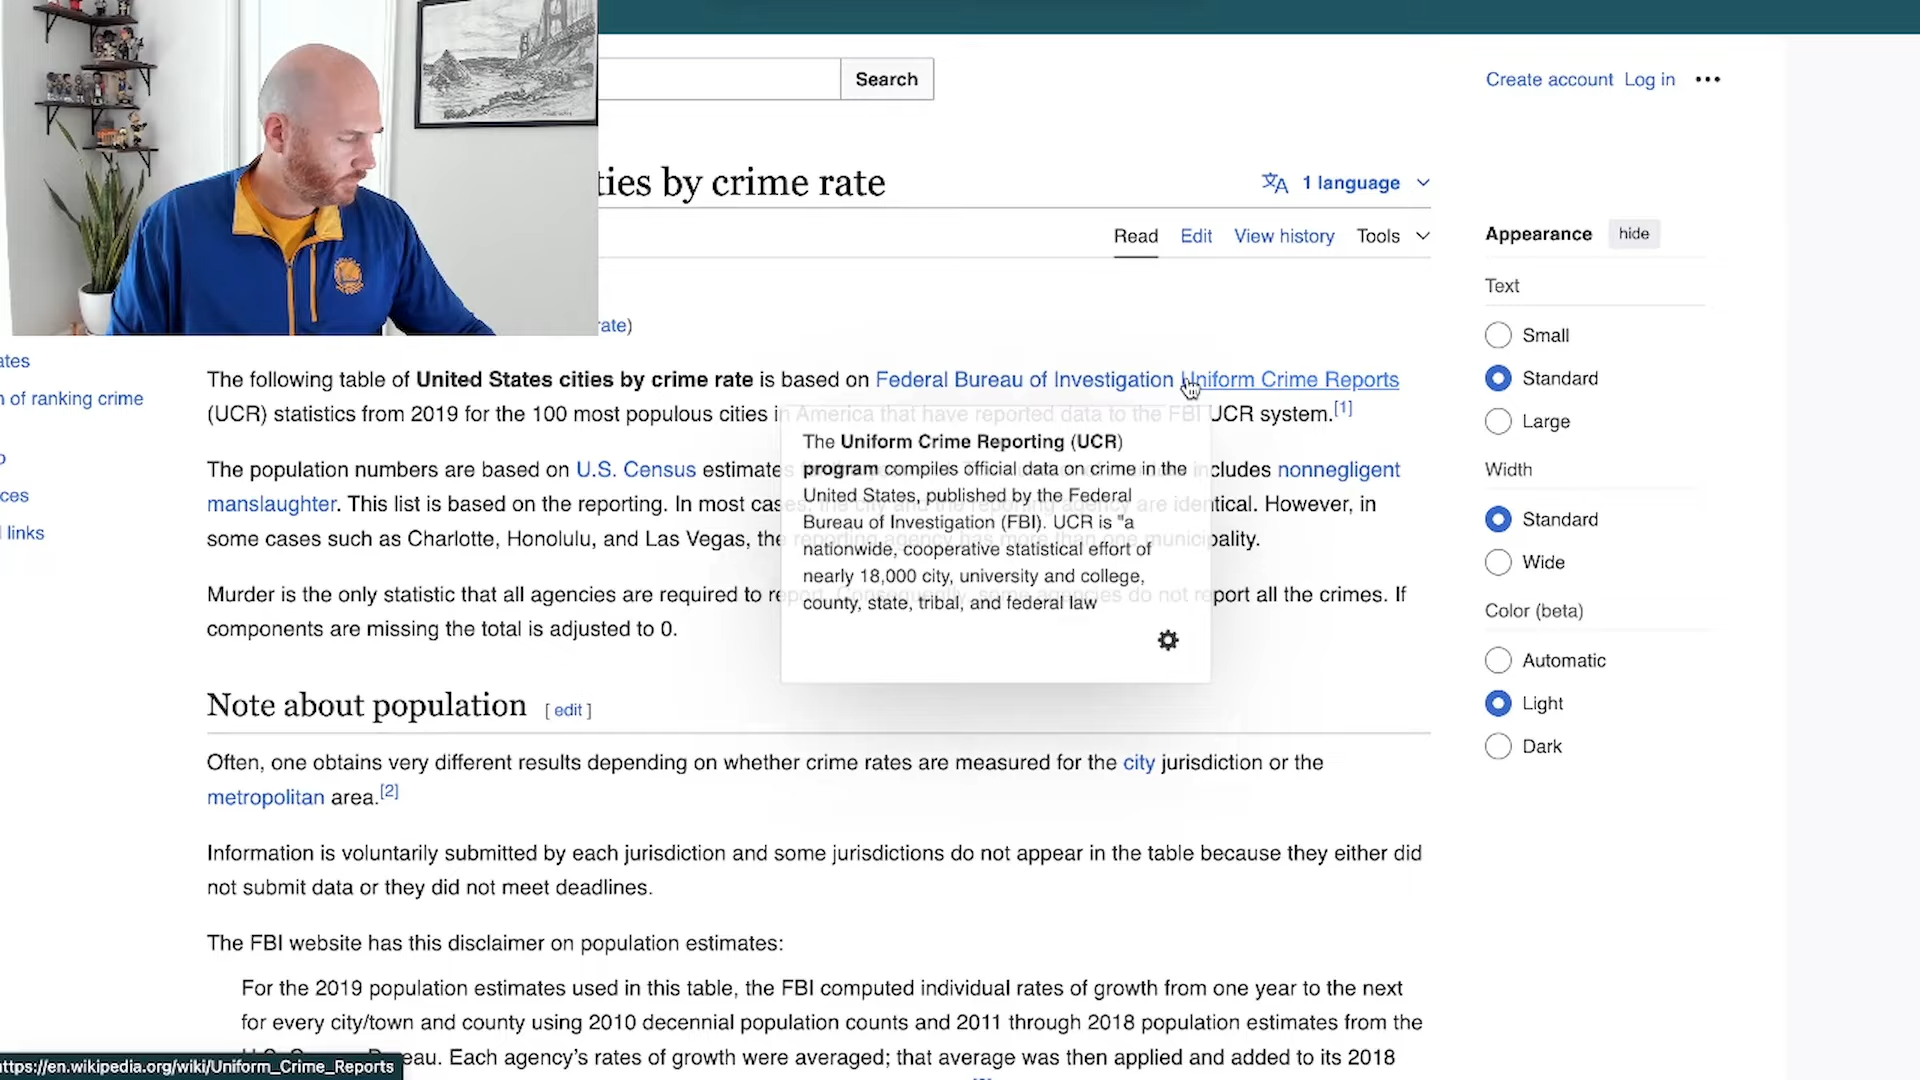 Search
Create account Log in
ties by crime rate
1 language
Read Edit View history Tools
Appearance hide
Text
Small
Standard
Large
Width
Standard
Wide
Color (beta)
Automatic
Light
Dark
ates
n of ranking crime
ces
l links
rate)
The following table of United States cities by crime rate is based on Federal Bureau of Investigation Uniform Crime Reports
(UCR) statistics from 2019 for the 100 most populous cities in America that have reported data to the FBI UCR system.[1]
The population numbers are based on U.S. Census estimates includes nonnegligent
manslaughter. This list is based on the reporting. In most cases, the city and the reporting agency are identical. However, in
some cases such as Charlotte, Honolulu, and Las Vegas, the reporting agency has more than one municipality.
Murder is the only statistic that all agencies are required to report. Consequently, some agencies do not report all the crimes. If
components are missing the total is adjusted to 0.
The Uniform Crime Reporting (UCR)
program compiles official data on crime in the
United States, published by the Federal
Bureau of Investigation (FBI). UCR is "a
nationwide, cooperative statistical effort of
nearly 18,000 city, university and college,
county, state, tribal, and federal law
Note about population [ edit ]
Often, one obtains very different results depending on whether crime rates are measured for the city jurisdiction or the
metropolitan area.[2]
Information is voluntarily submitted by each jurisdiction and some jurisdictions do not appear in the table because they either did
not submit data or they did not meet deadlines.
The FBI website has this disclaimer on population estimates:
For the 2019 population estimates used in this table, the FBI computed individual rates of growth from one year to the next
for every city/town and county using 2010 decennial population counts and 2011 through 2018 population estimates from the
U.S. Census Bureau. Each agency's rates of growth were averaged; that average was then applied and added to its 2018
https://en.wikipedia.org/wiki/Uniform_Crime_Reports